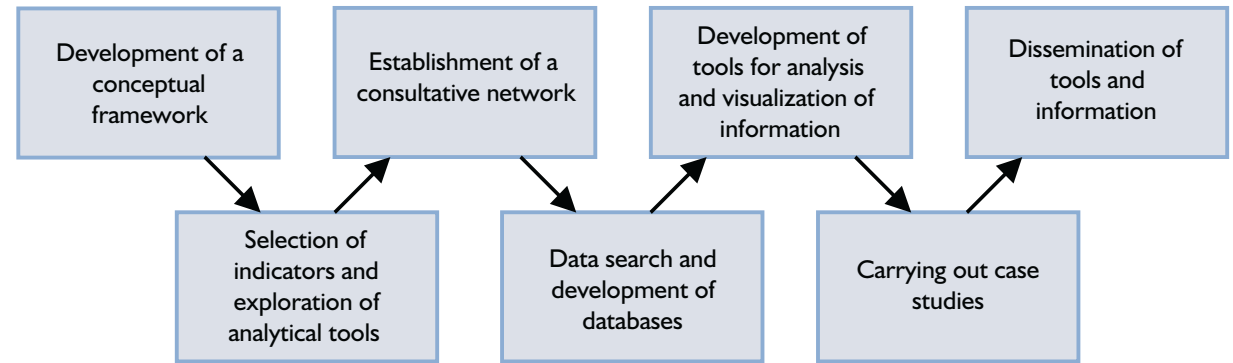 Development of a
conceptual
framework
Selection of
indicators and
exploration of
analytical tools
Establishment of a
consultative network
Data search and
development of
databases
Development of
tools for analysis
and visualization of
information
Carrying out case
studies
Dissemination of
tools and
information